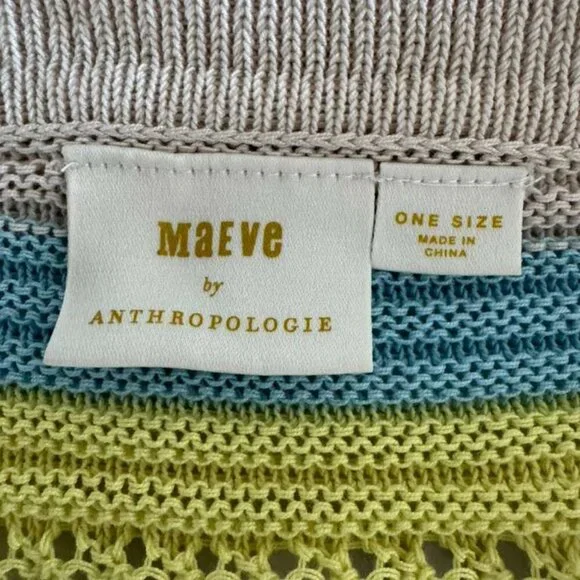 MaEve
by
ANTHROPOLOGIE
ONE SIZE
MADE IN
CHINA